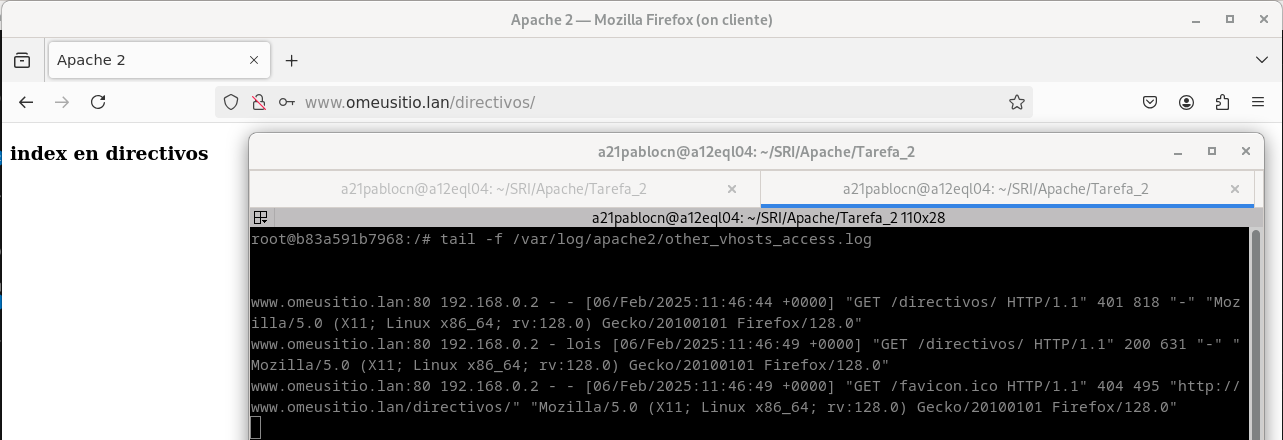 Apache 2 — Mozilla Firefox (on cliente)
Apache 2
www.omeusitio.lan/directivos/
index en directivos
a21pablocn@a12eql04: ~/SRI/Apache/Tarefa_2
a21pablocn@a12eql04: ~/SRI/Apache/Tarefa_2
a21pablocn@a12eql04: ~/SRI/Apache/Tarefa_2
a21pablocn@a12eql04: ~/SRI/Apache/Tarefa_2 110x28
root@b83a591b7968:/# tail -f /var/log/apache2/other_vhosts_access.log
www.omeusitio.lan:80 192.168.0.2 - - [06/Feb/2025:11:46:44 +0000] "GET /directivos/ HTTP/1.1" 401 818 "-" "Moz
illa/5.0 (X11; Linux x86_64; rv:128.0) Gecko/20100101 Firefox/128.0"
www.omeusitio.lan:80 192.168.0.2 - lois [06/Feb/2025:11:46:49 +0000] "GET /directivos/ HTTP/1.1" 200 631 "-" "
Mozilla/5.0 (X11; Linux x86_64; rv:128.0) Gecko/20100101 Firefox/128.0"
www.omeusitio.lan:80 192.168.0.2 - - [06/Feb/2025:11:46:49 +0000] "GET /favicon.ico HTTP/1.1" 404 495 "http://
www.omeusitio.lan/directivos/" "Mozilla/5.0 (X11; Linux x86_64; rv:128.0) Gecko/20100101 Firefox/128.0"